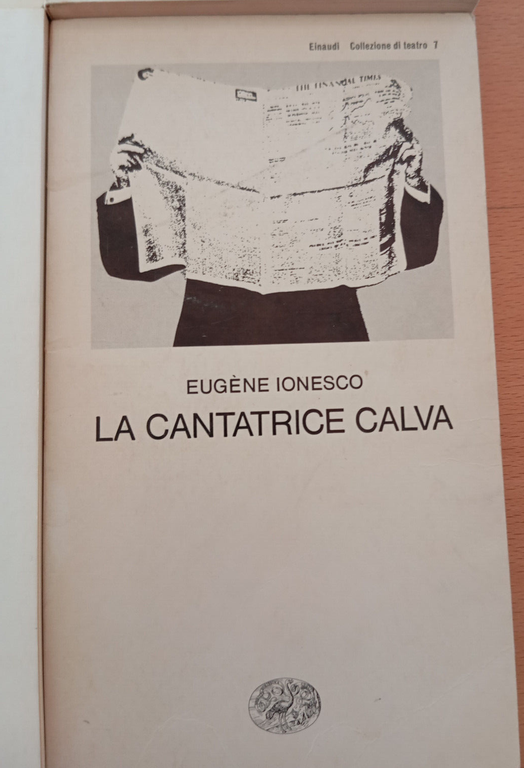 Einaudi Collezione di teatro 7
THE FINANCIAL TIMES
EUGÈNE IONESCO
LA CANTATRICE CALVA